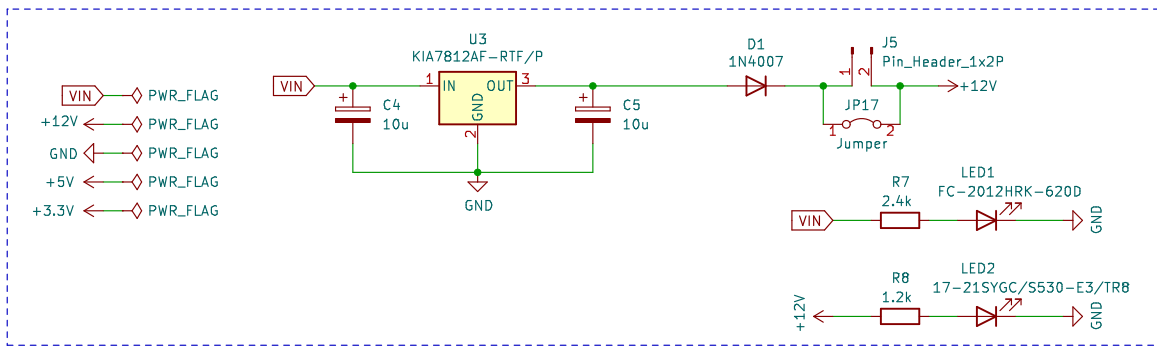 VIN
PWR_FLAG
+12V
PWR_FLAG
GND
PWR_FLAG
+5V
PWR_FLAG
+3.3V
PWR_FLAG
VIN
+
C4
10u
U3
KIA7812AF-RTF/P
1
IN
OUT
3
GND
2
+
C5
10u
GND
D1
1N4007
J5
Pin_Header_1x2P
1
2
+12V
JP17
1
2
Jumper
LED1
FC-2012HRK-620D
R7
2.4k
VIN
GND
LED2
17-21SYGC/S530-E3/TR8
R8
1.2k
+12V
GND